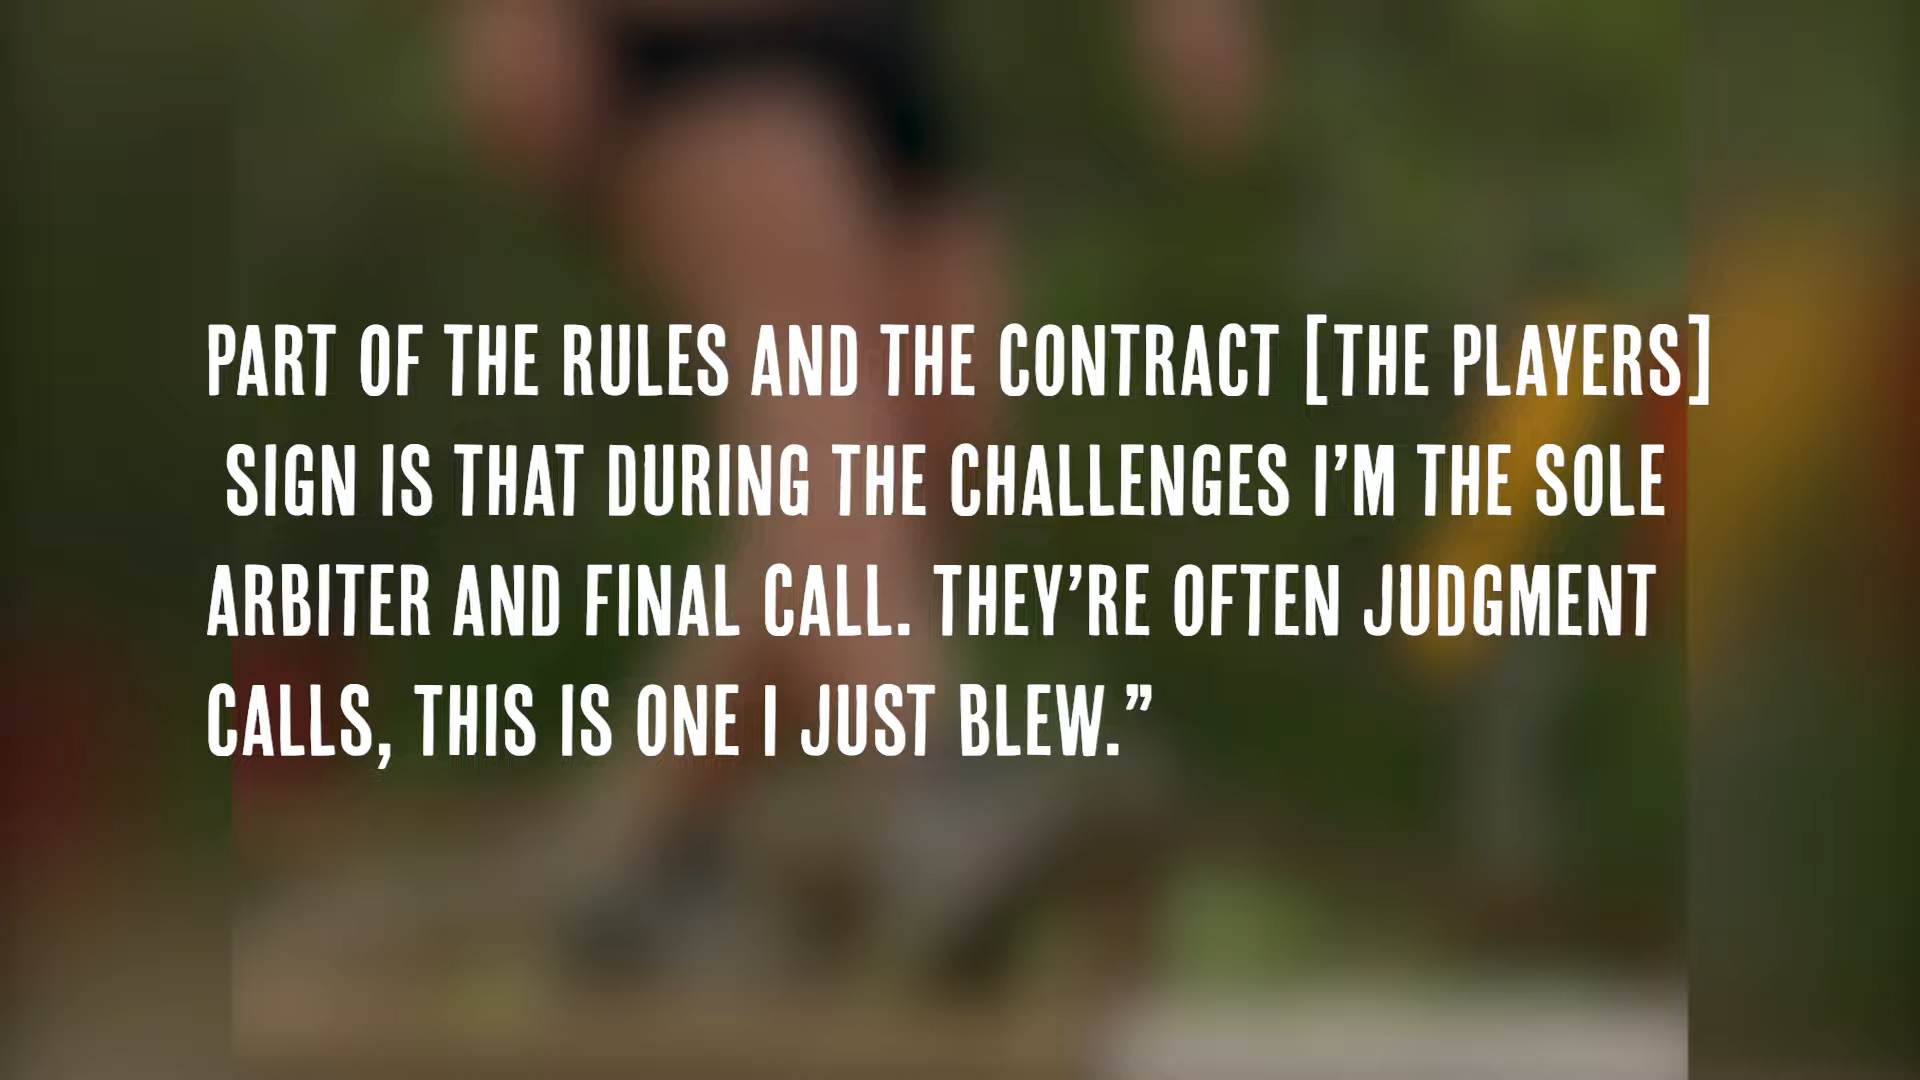 PART OF THE RULES AND THE CONTRACT [THE PLAYERS]
SIGN IS THAT DURING THE CHALLENGES I’M THE SOLE
ARBITER AND FINAL CALL. THEY’RE OFTEN JUDGMENT
CALLS, THIS IS ONE I JUST BLEW.”